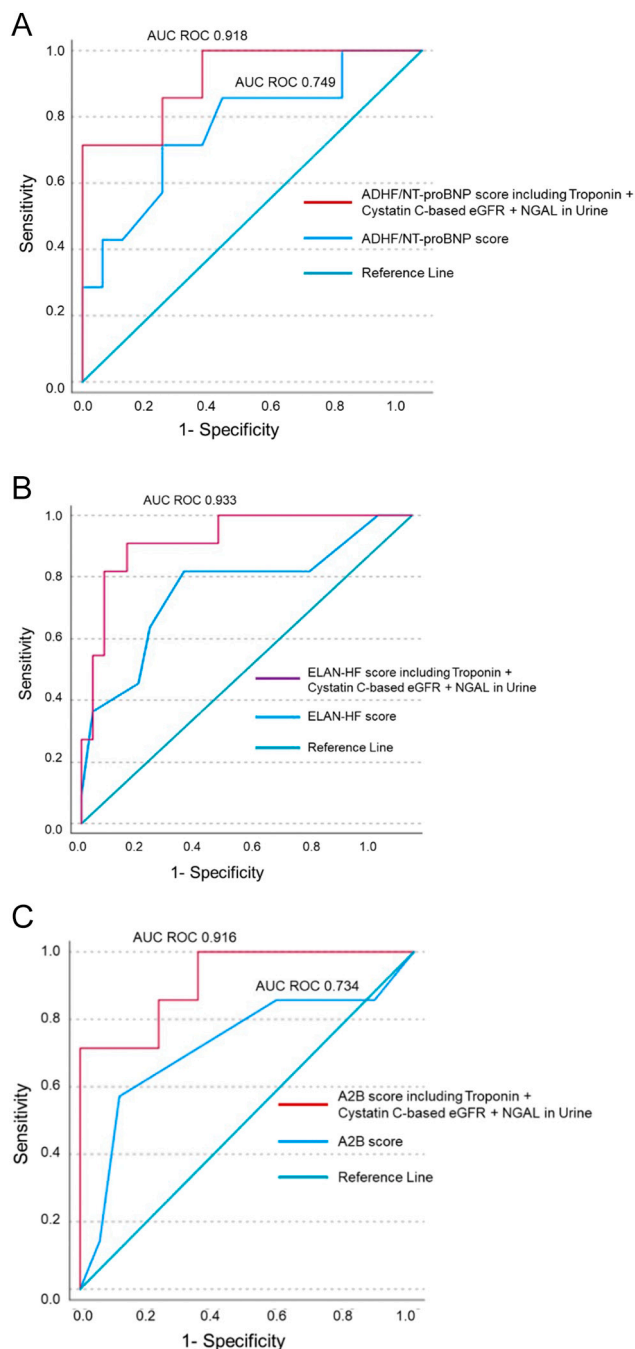 A
AUC ROC 0.918
AUC ROC 0.749
1.0
0.8
0.6
0.4
0.2
0.0
Sensitivity
ADHF/NT-proBNP score including Troponin +
Cystatin C-based eGFR + NGAL in Urine
ADHF/NT-proBNP score
Reference Line
0.0 0.2 0.4 0.6 0.8 1.0
1- Specificity
B
AUC ROC 0.933
1.0
0.8
0.6
0.4
0.2
0.0
Sensitivity
ELAN-HF score including Troponin +
Cystatin C-based eGFR + NGAL in Urine
ELAN-HF score
Reference Line
0.0 0.2 0.4 0.6 0.8 1.0
1- Specificity
C
AUC ROC 0.916
AUC ROC 0.734
1.0
0.8
0.6
0.4
0.2
0.0
Sensitivity
A2B score including Troponin +
Cystatin C-based eGFR + NGAL in Urine
A2B score
Reference Line
0.0 0.2 0.4 0.6 0.8 1.0
1- Specificity